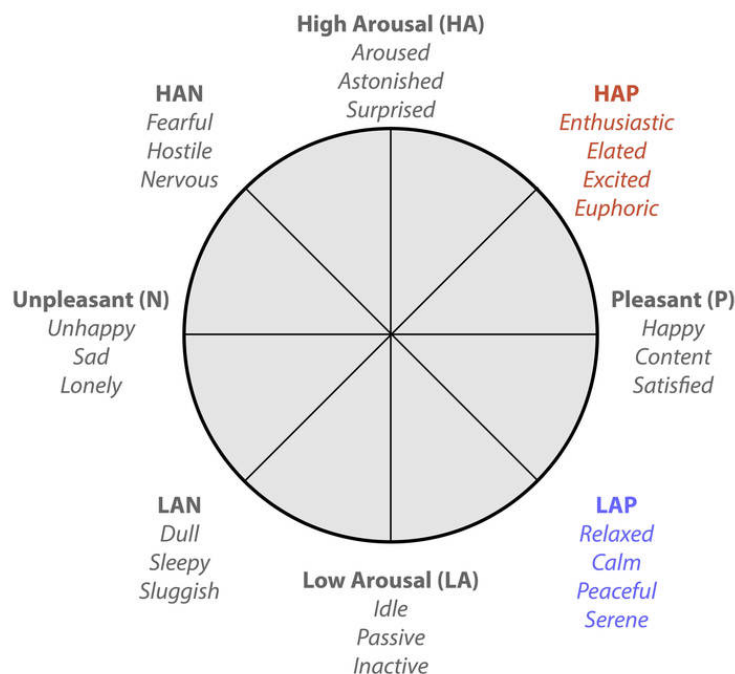 High Arousal (HA)
Aroused
Astonished
Surprised
HAN
Fearful
Hostile
Nervous
HAP
Enthusiastic
Elated
Excited
Euphoric
Unpleasant (N)
Unhappy
Sad
Lonely
Pleasant (P)
Happy
Content
Satisfied
LAN
Dull
Sleepy
Sluggish
Low Arousal (LA)
Idle
Passive
Inactive
LAP
Relaxed
Calm
Peaceful
Serene